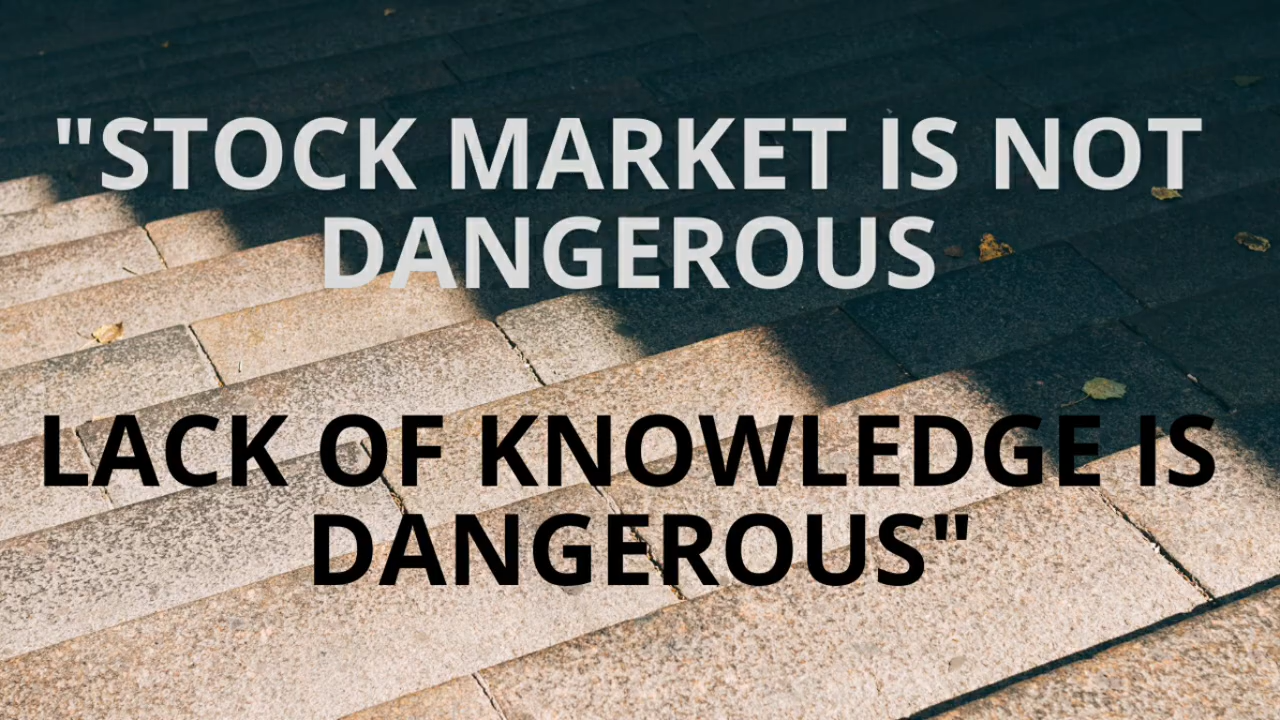 "STOCK MARKET IS NOT
DANGEROUS
LACK OF KNOWLEDGE IS
DANGEROUS"